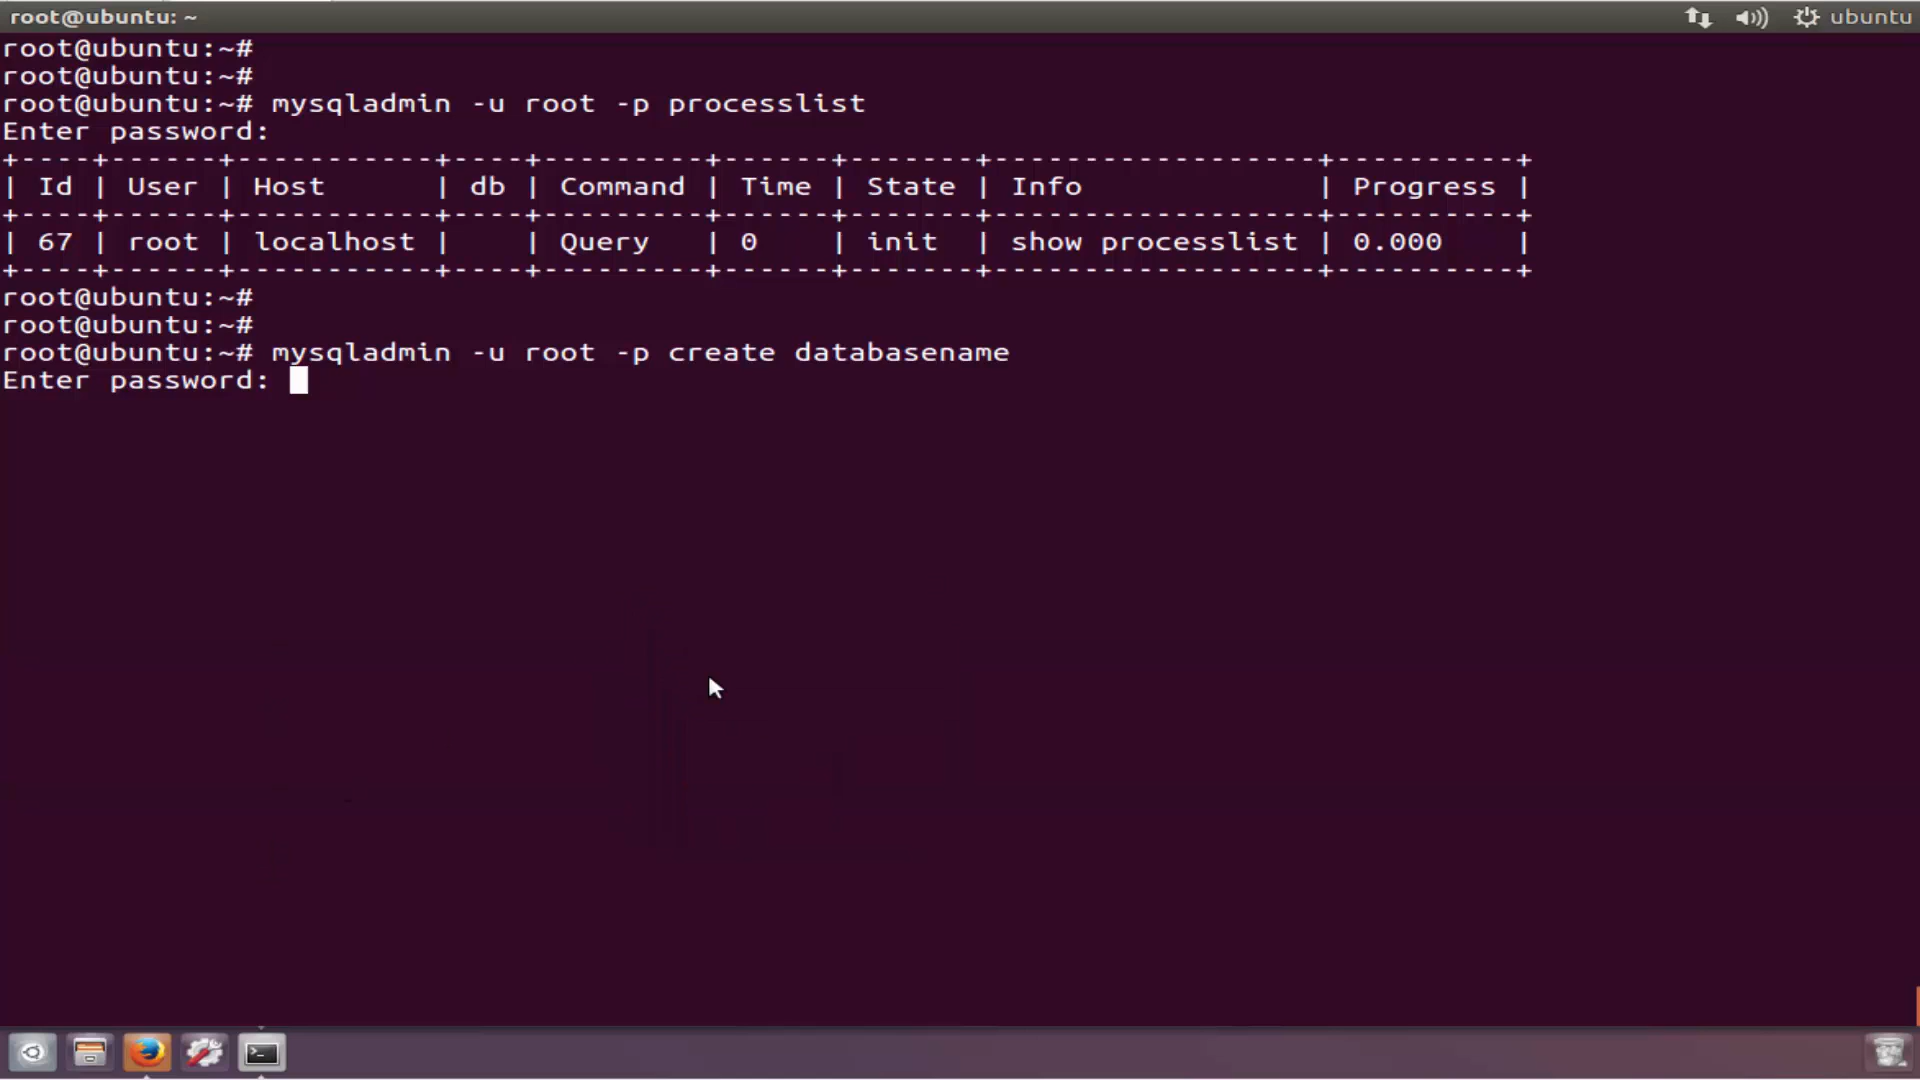 root@ubuntu: ~
ubuntu
root@ubuntu:~#
root@ubuntu:~#
root@ubuntu:~# mysqladmin -u root -p processlist
Enter password:
+----+------+-----------+----+---------+------+-------+------------------+----------+
| Id | User | Host      | db | Command | Time | State | Info             | Progress |
+----+------+-----------+----+---------+------+-------+------------------+----------+
| 67 | root | localhost |    | Query   | 0    | init  | show processlist | 0.000    |
+----+------+-----------+----+---------+------+-------+------------------+----------+
root@ubuntu:~#
root@ubuntu:~#
root@ubuntu:~# mysqladmin -u root -p create databasename
Enter password: